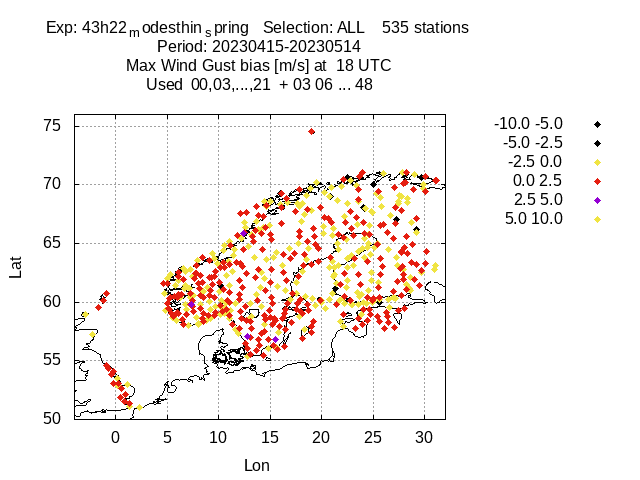 Exp: 43h22modesthinspring   Selection: ALL    535 stations
Period: 20230415-20230514
Max Wind Gust bias [m/s] at  18 UTC
Used  00,03,...,21  + 03 06 ... 48
-10.0 -5.0
-5.0 -2.5
-2.5 0.0
0.0 2.5
2.5 5.0
5.0 10.0
75
70
65
60
55
50
Lat
0 5 10 15 20 25 30
Lon